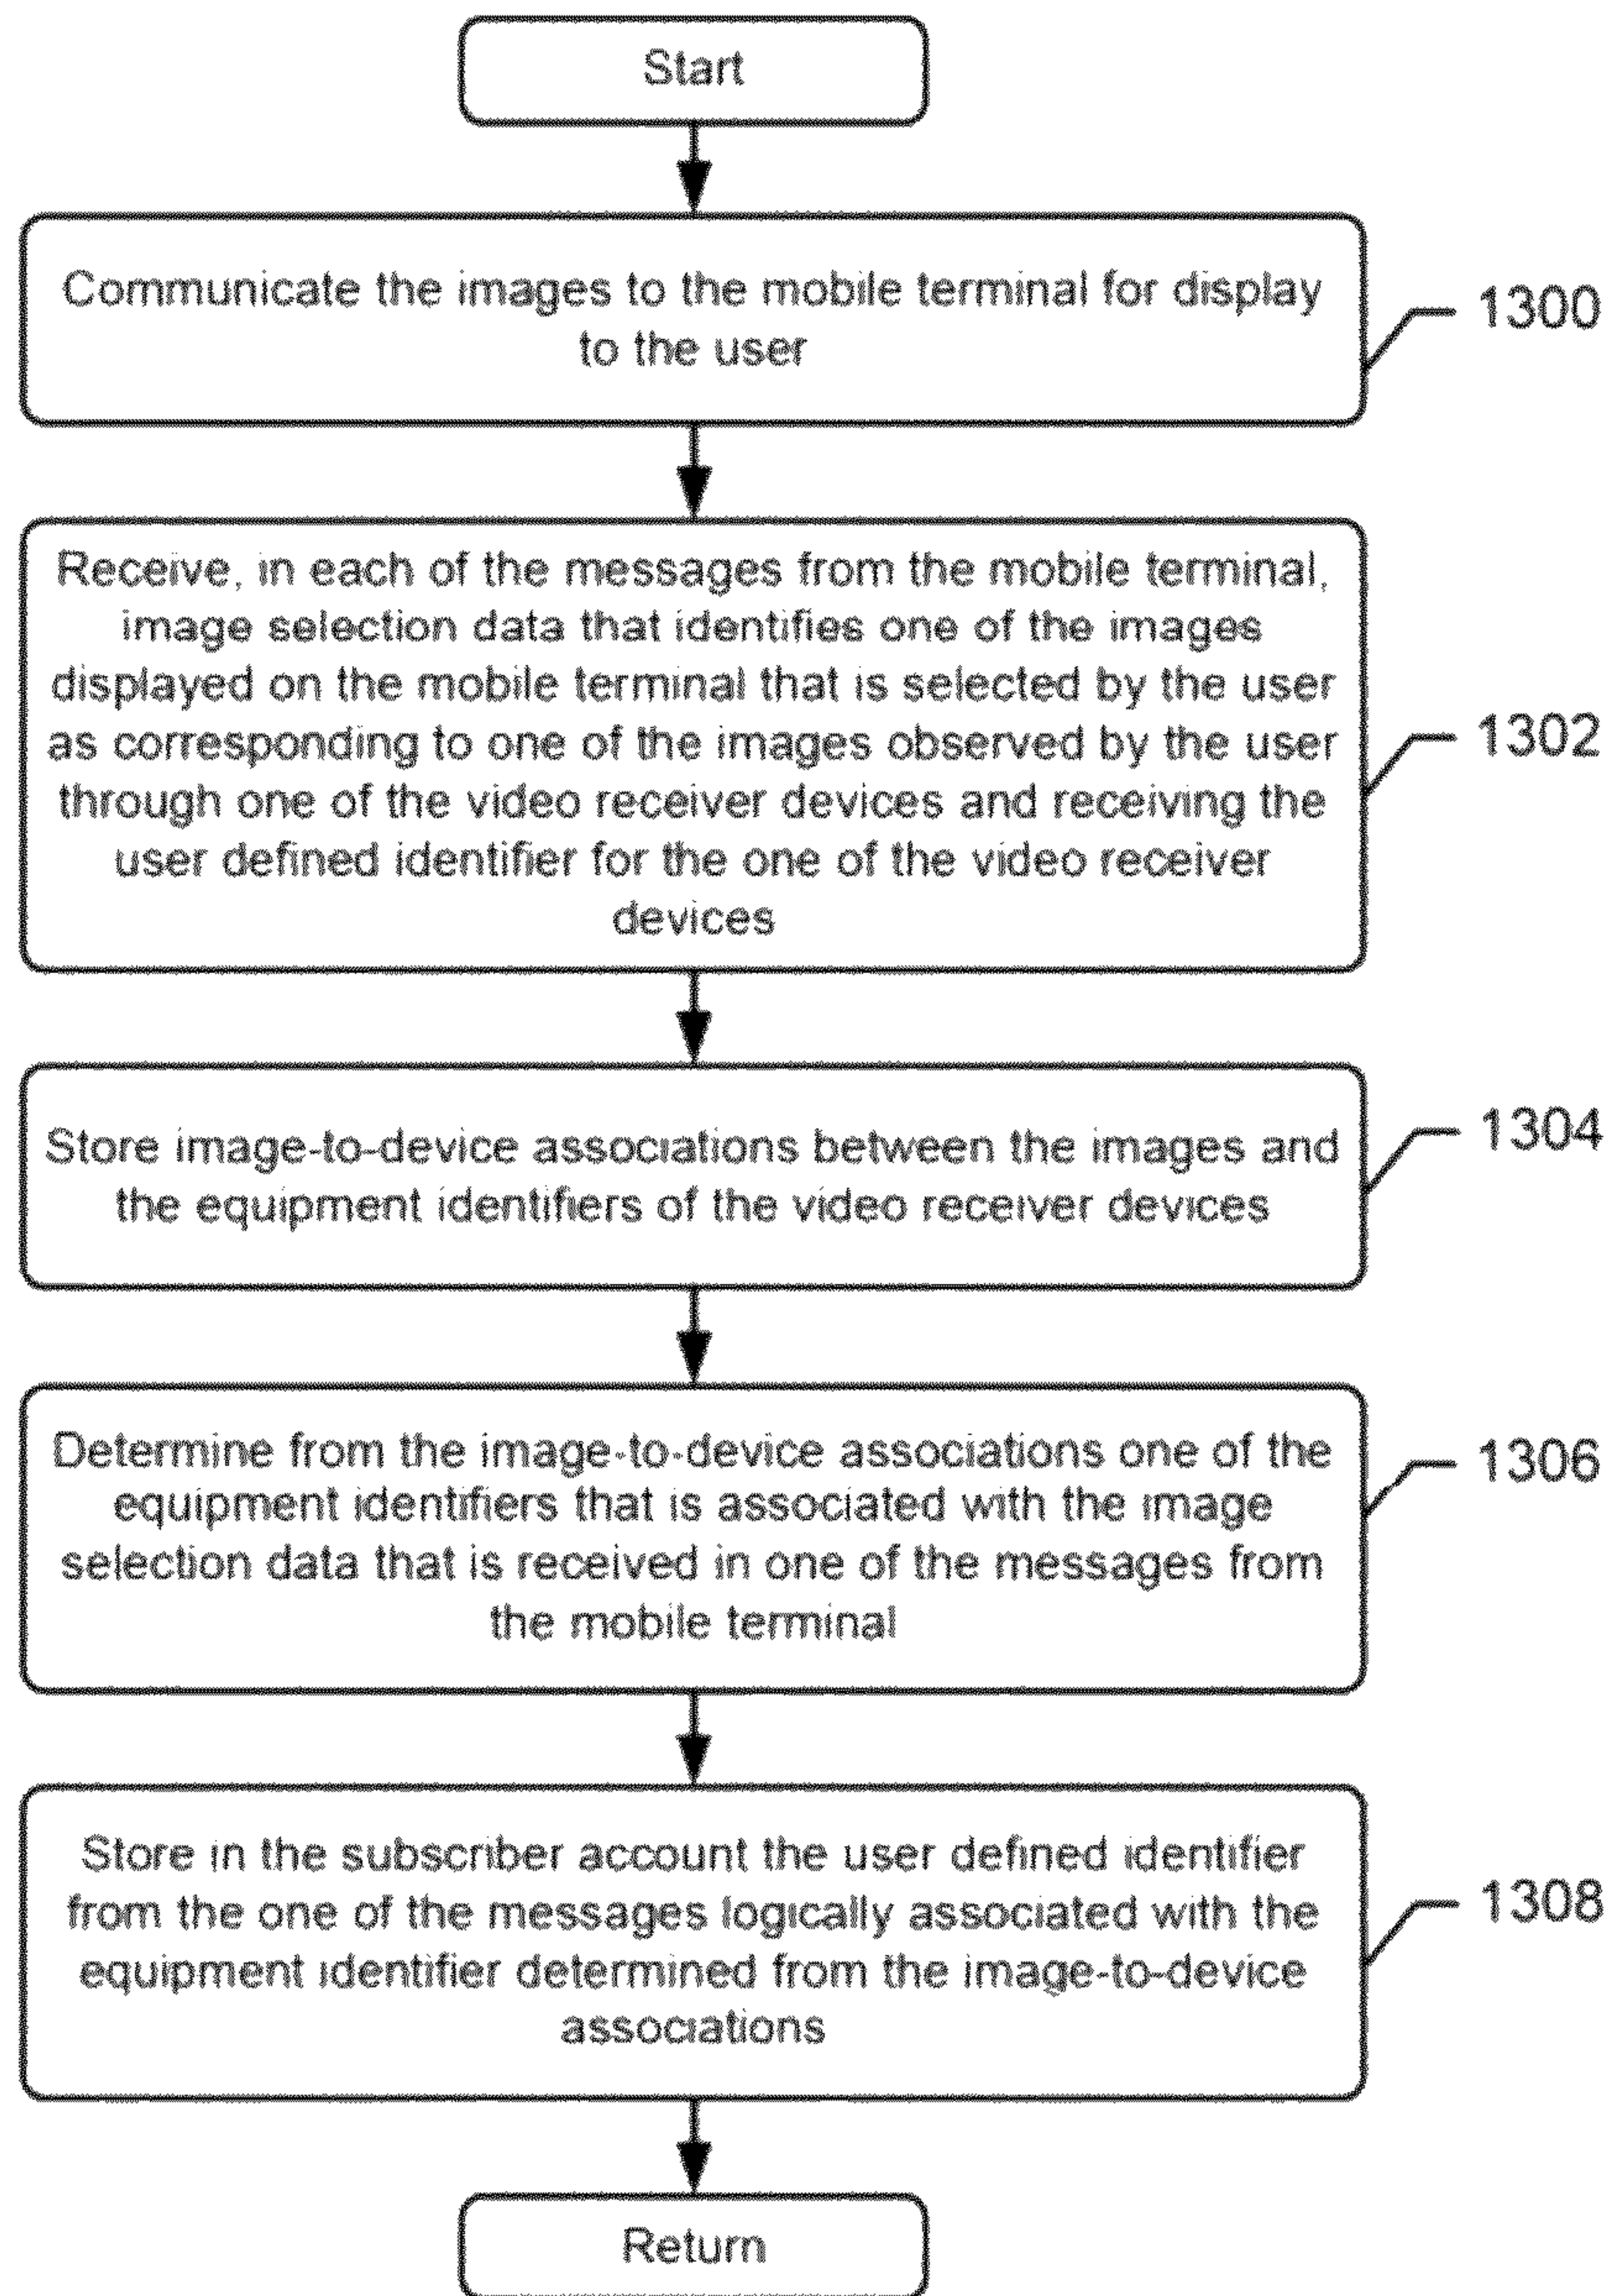 Start
Communicate the images to the mobile terminal for display
to the user
1300
Receive, in each of the messages from the mobile terminal,
image selection data that identifies one of the images
displayed on the mobile terminal that is selected by the user
as corresponding to one of the images observed by the user
through one of the video receiver devices and receiving the
user defined identifier for the one of the video receiver
devices
1302
Store image-to-device associations between the images and
the equipment identifiers of the video receiver devices
1304
Determine from the image-to-device associations one of the
equipment identifiers that is associated with the image
selection data that is received in one of the messages from
the mobile terminal
1306
Store in the subscriber account the user defined identifier
from the one of the messages logically associated with the
equipment identifier determined from the image-to-device
associations
1308
Return